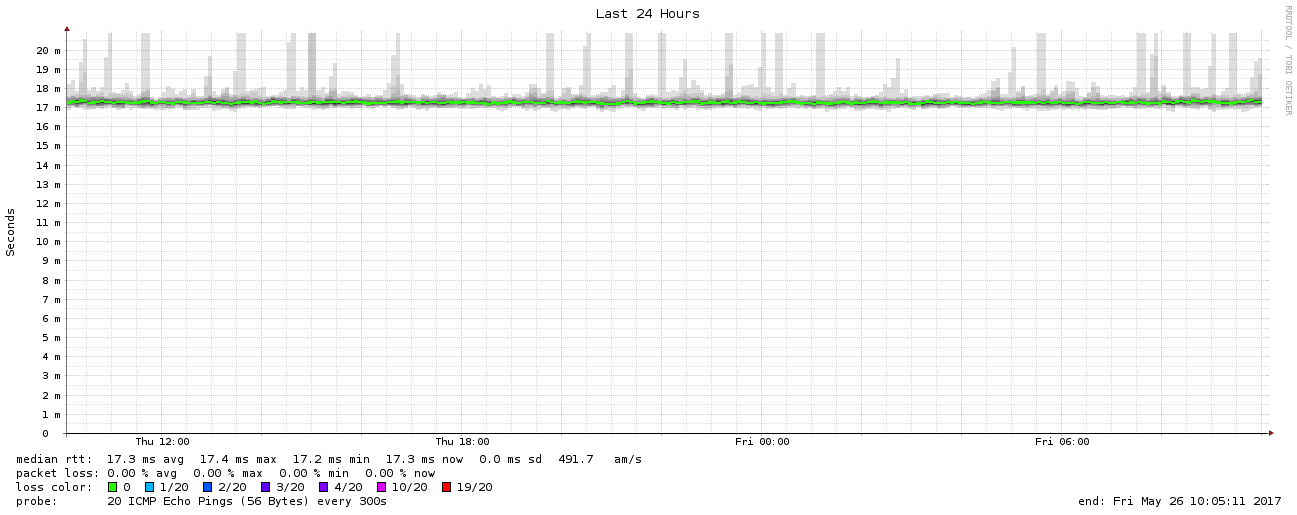 Last 24 Hours
RRDTOOL / TOBI OETIKER
Seconds
20 m
19 m
18 m
17 m
16 m
15 m
14 m
13 m
12 m
11 m
10 m
9 m
8 m
7 m
6 m
5 m
4 m
3 m
2 m
1 m
0
Thu 12:00 Thu 18:00 Fri 00:00 Fri 06:00
median rtt: 17.3 ms avg 17.4 ms max 17.2 ms min 17.3 ms now 0.0 ms sd 491.7 am/s
packet loss: 0.00 % avg 0.00 % max 0.00 % min 0.00 % now
loss color: 0 1/20 2/20 3/20 4/20 10/20 19/20
probe: 20 ICMP Echo Pings (56 Bytes) every 300s end: Fri May 26 10:05:11 2017